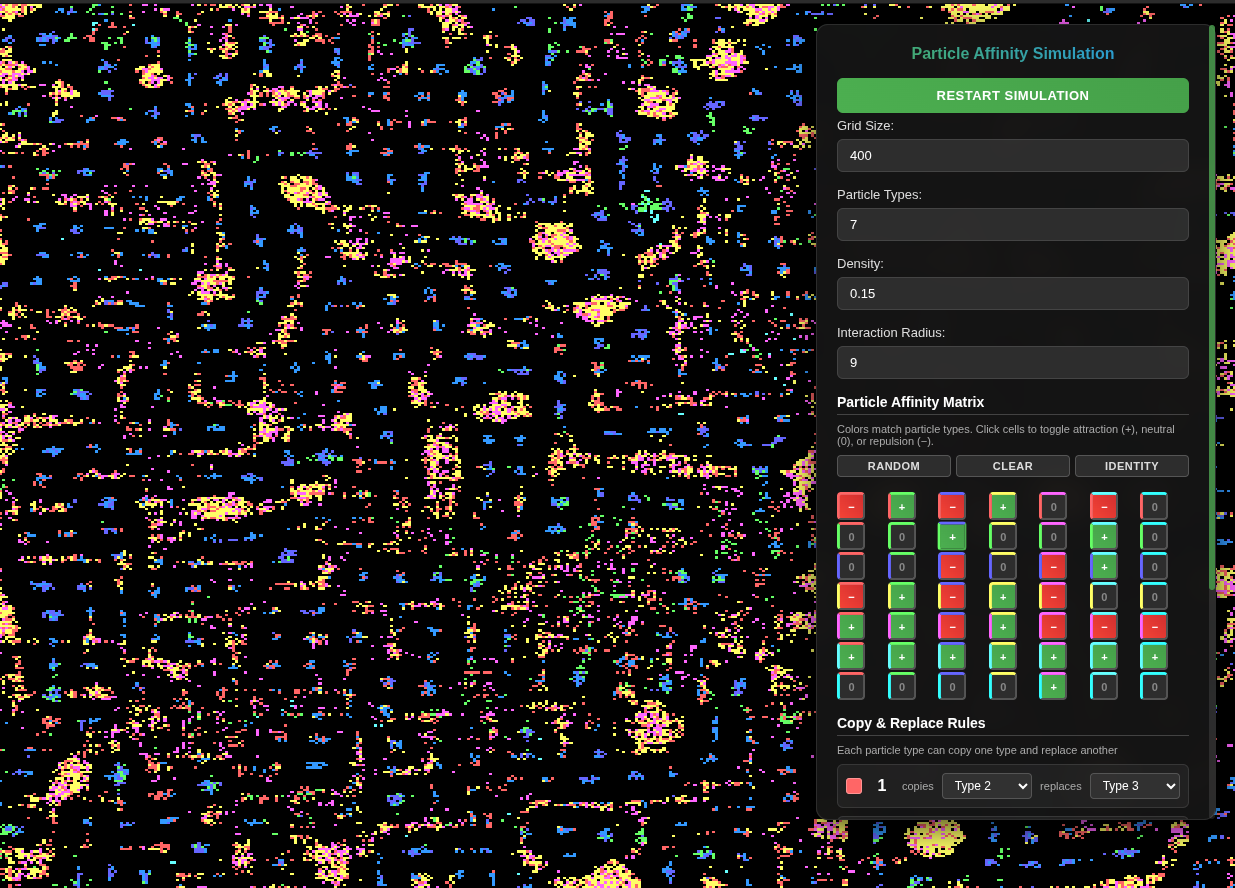 Particle Affinity Simulation
RESTART SIMULATION
Grid Size:
400
Particle Types:
7
Density:
0.15
Interaction Radius:
9
Particle Affinity Matrix
Colors match particle types. Click cells to toggle attraction (+), neutral
(0), or repulsion (−).
RANDOM CLEAR IDENTITY
− + − + 0 − 0
0 0 + 0 0 + 0
0 0 − 0 − + 0
− + − + − 0 0
+ + − + − − −
+ + + + + + +
0 0 0 0 + 0 0
Copy & Replace Rules
Each particle type can copy one type and replace another
1 copies Type 2 replaces Type 3